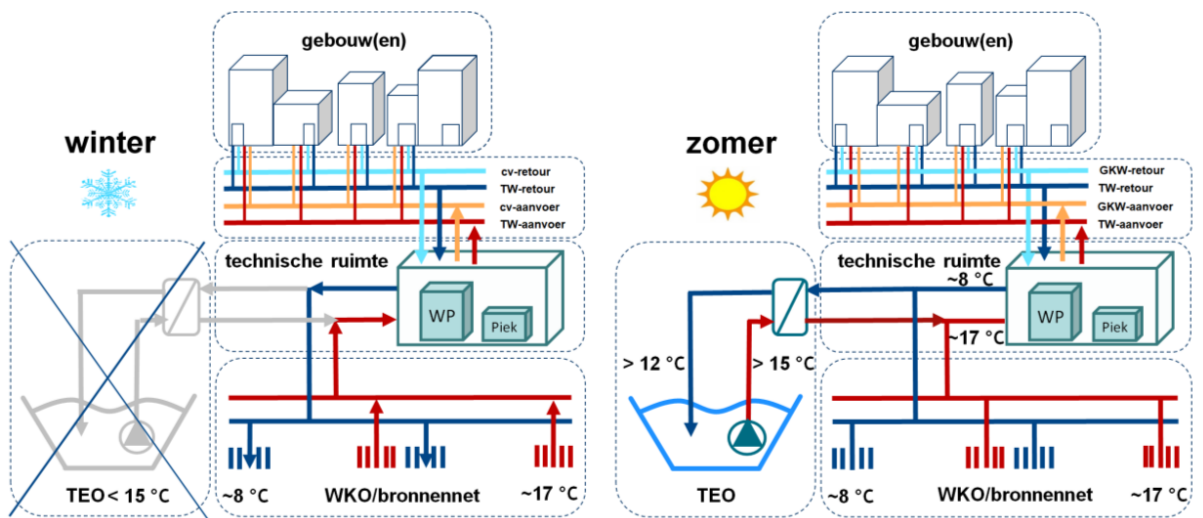 gebouw(en)
winter
cv-retour
TW-retour
cv-aanvoer
TW-aanvoer
technische ruimte
WP
Piek
TEO < 15 °C
~8 °C
WKO/bronnennet
~17 °C
gebouw(en)
zomer
GKW-retour
TW-retour
GKW-aanvoer
TW-aanvoer
technische ruimte
~8 °C
WP
Piek
~17 °C
> 12 °C
> 15 °C
TEO
~8 °C
WKO/bronnennet
~17 °C